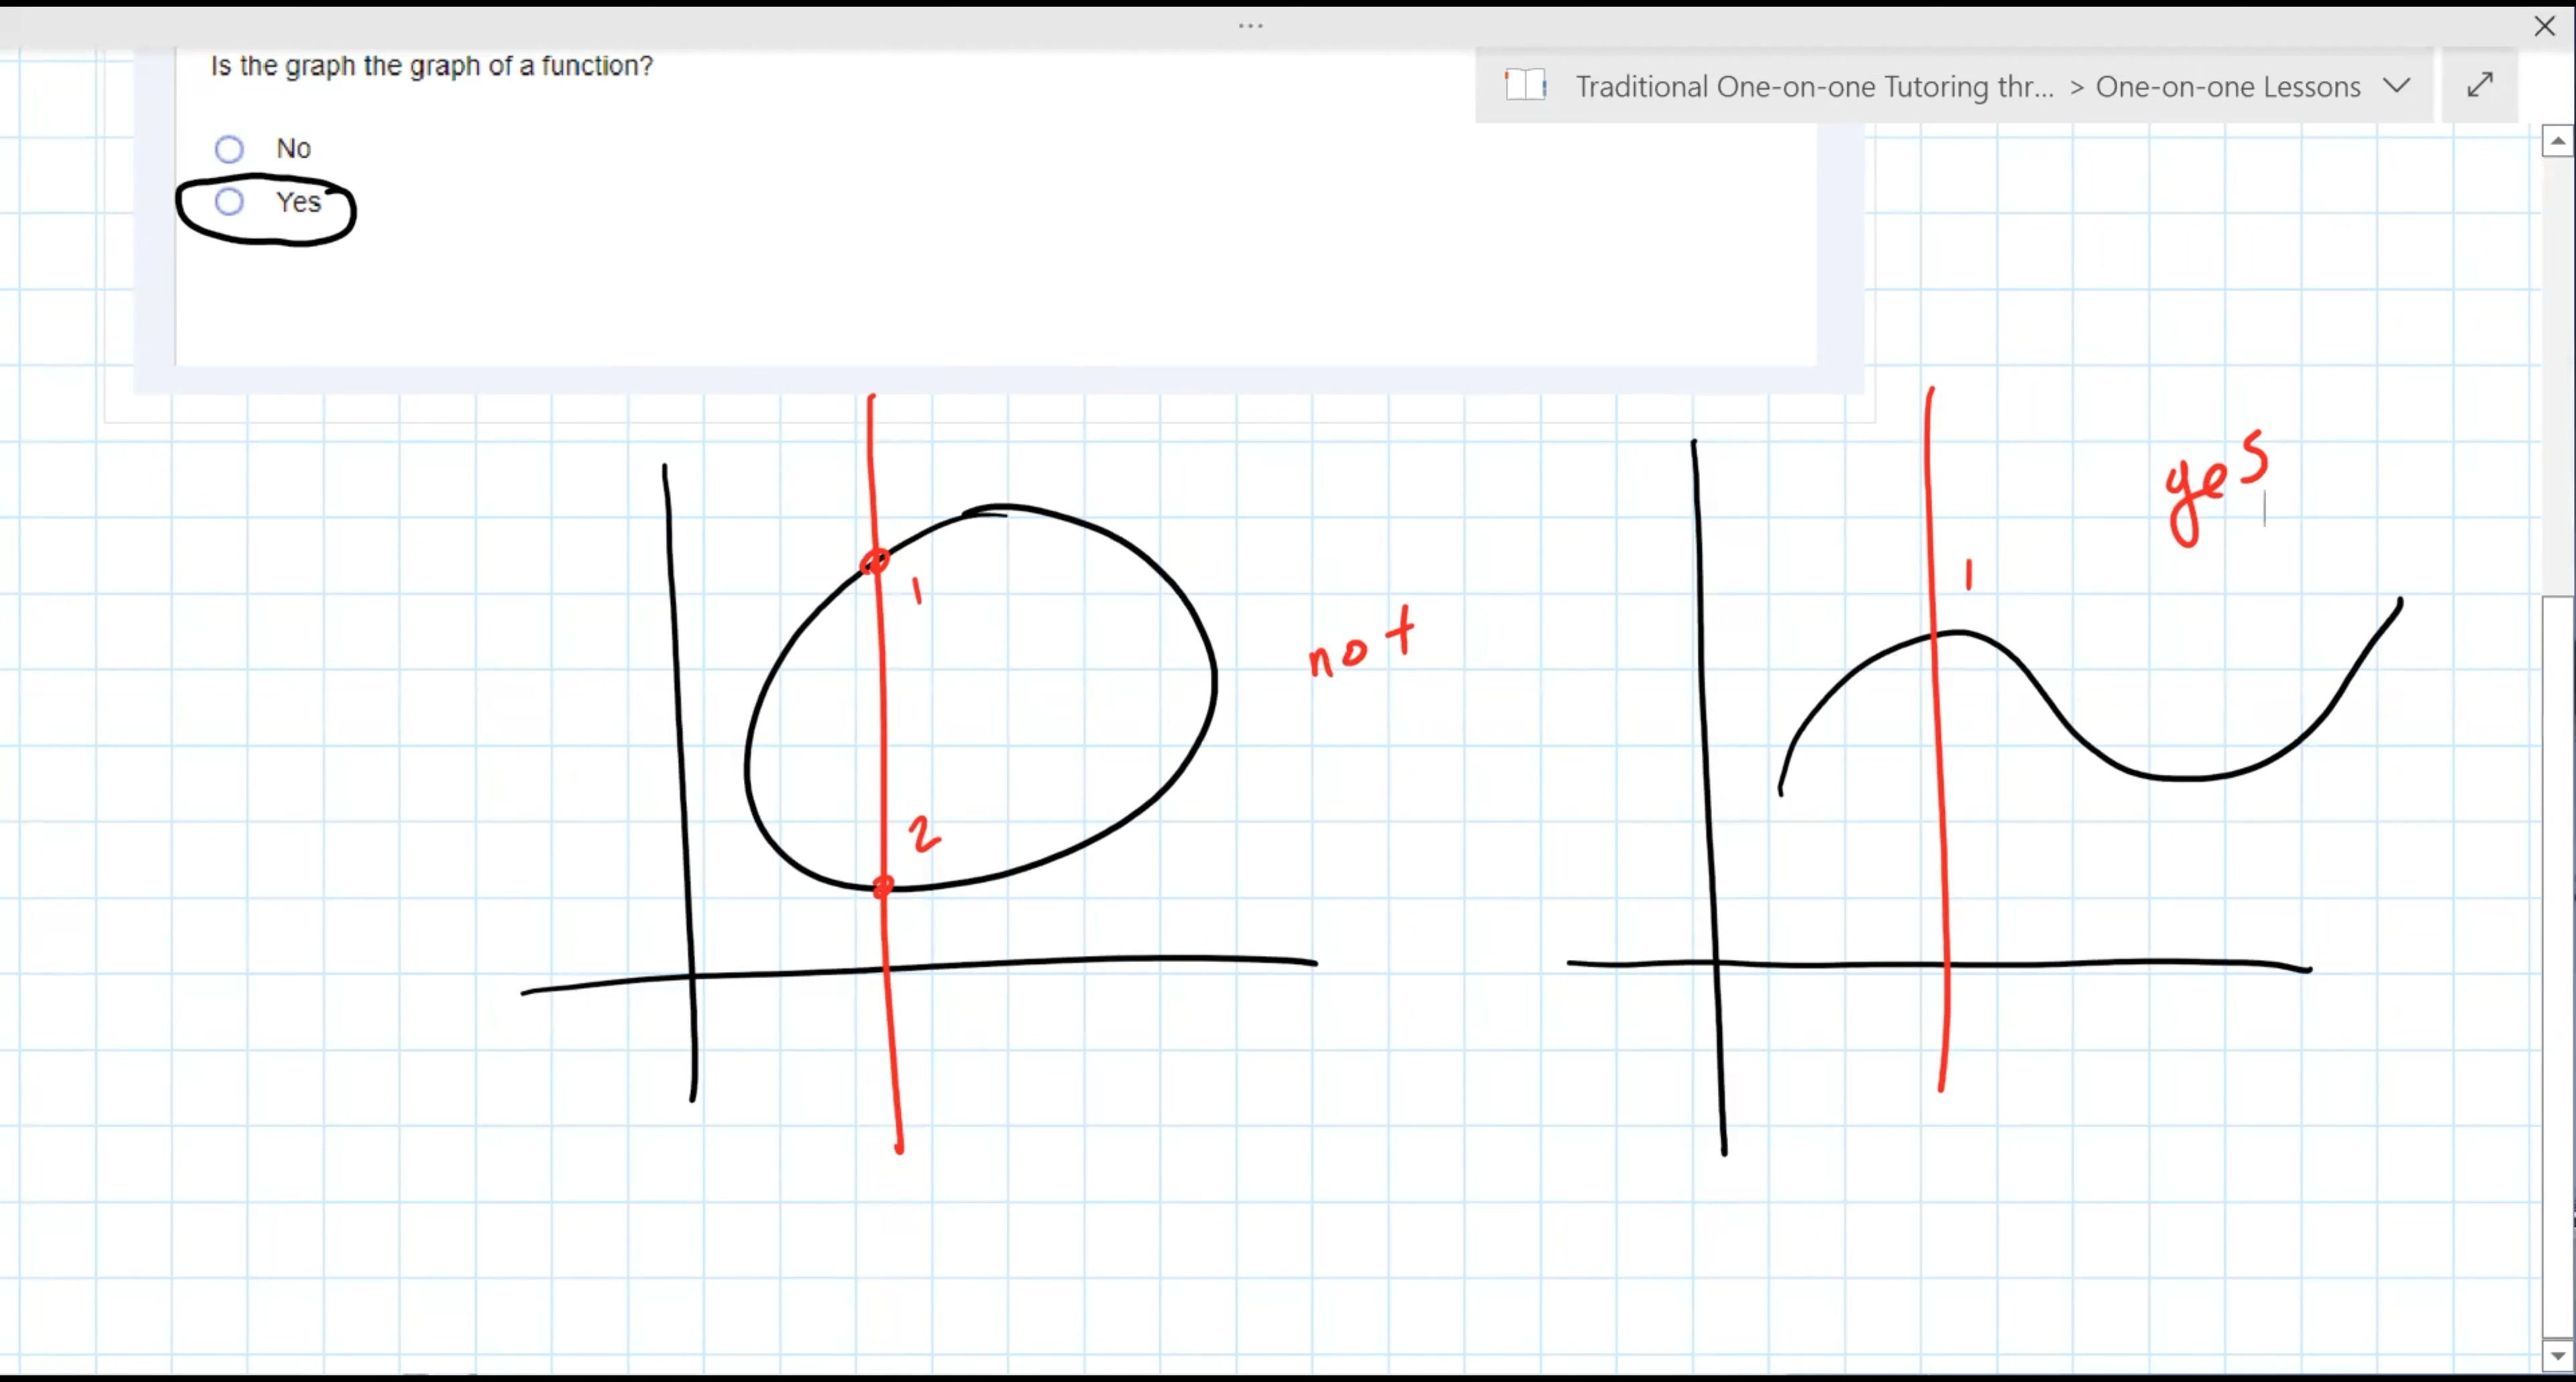 ...
Is the graph the graph of a function?
Traditional One-on-one Tutoring thr... > One-on-one Lessons
No
Yes
yes
1
1
not
2